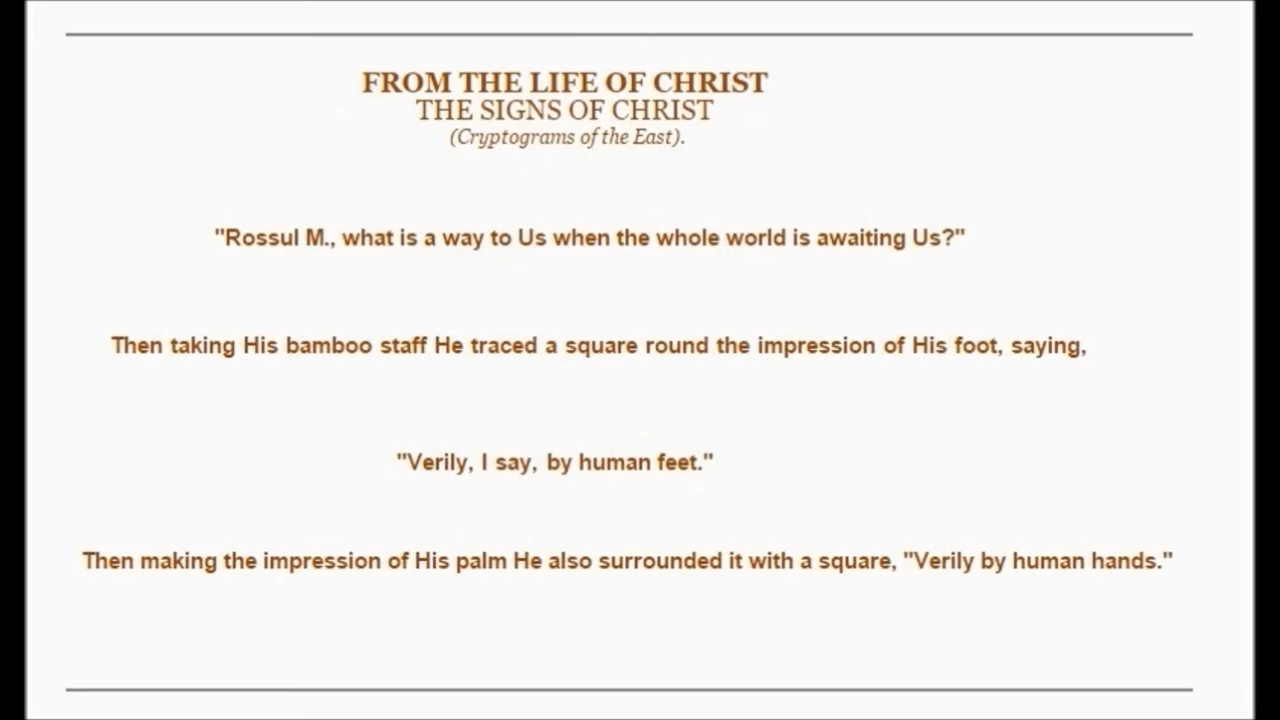 FROM THE LIFE OF CHRIST
THE SIGNS OF CHRIST
(Cryptograms of the East).
"Rossul M., what is a way to Us when the whole world is awaiting Us?"
Then taking His bamboo staff He traced a square round the impression of His foot, saying,
"Verily, I say, by human feet."
Then making the impression of His palm He also surrounded it with a square, "Verily by human hands."